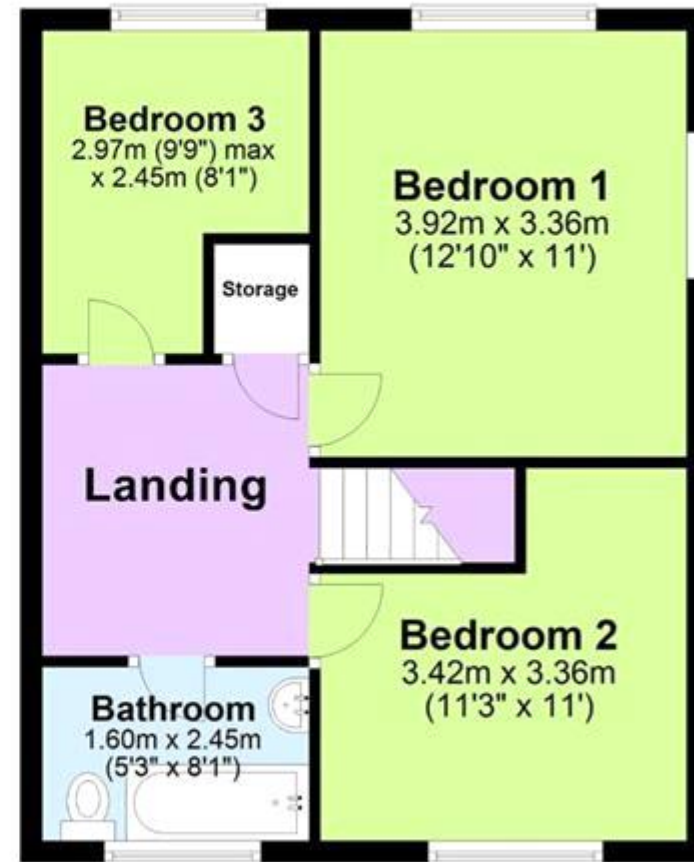 Bedroom 3
2.97m (9'9") max
x 2.45m (8'1")
Bedroom 1
3.92m x 3.36m
(12'10" x 11')
Storage
Landing
Bedroom 2
3.42m x 3.36m
(11'3" x 11')
Bathroom
1.60m x 2.45m
(5'3" x 8'1")